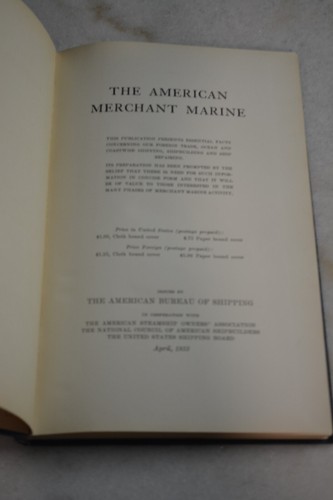 THE AMERICAN
MERCHANT MARINE
THIS PUBLICATION PRESENTS ESSENTIAL FACTS
CONCERNING OUR FOREIGN TRADE, OCEAN AND
COASTWISE SHIPPING, SHIPBUILDING AND SHIP
REPAIRING.
ITS PREPARATION HAS BEEN PROMPTED BY THE
BELIEF THAT THERE IS NEED FOR SUCH INFOR-
MATION IN CONCISE FORM AND THAT IT WILL
BE OF VALUE TO THOSE INTERESTED IN THE
MANY PHASES OF MERCHANT MARINE ACTIVITY.
Price in United States (postage prepaid):
Cloth bound cover $.75 Paper bound cover
Price Foreign (postage prepaid):
Cloth bound cover Paper bound cover
ISSUED BY
THE AMERICAN BUREAU OF SHIPPING
IN COOPERATION WITH
THE AMERICAN STEAMSHIP OWNERS' ASSOCIATION
THE NATIONAL COUNCIL OF AMERICAN SHIPBUILDERS
THE UNITED STATES SHIPPING BOARD
April, 1933